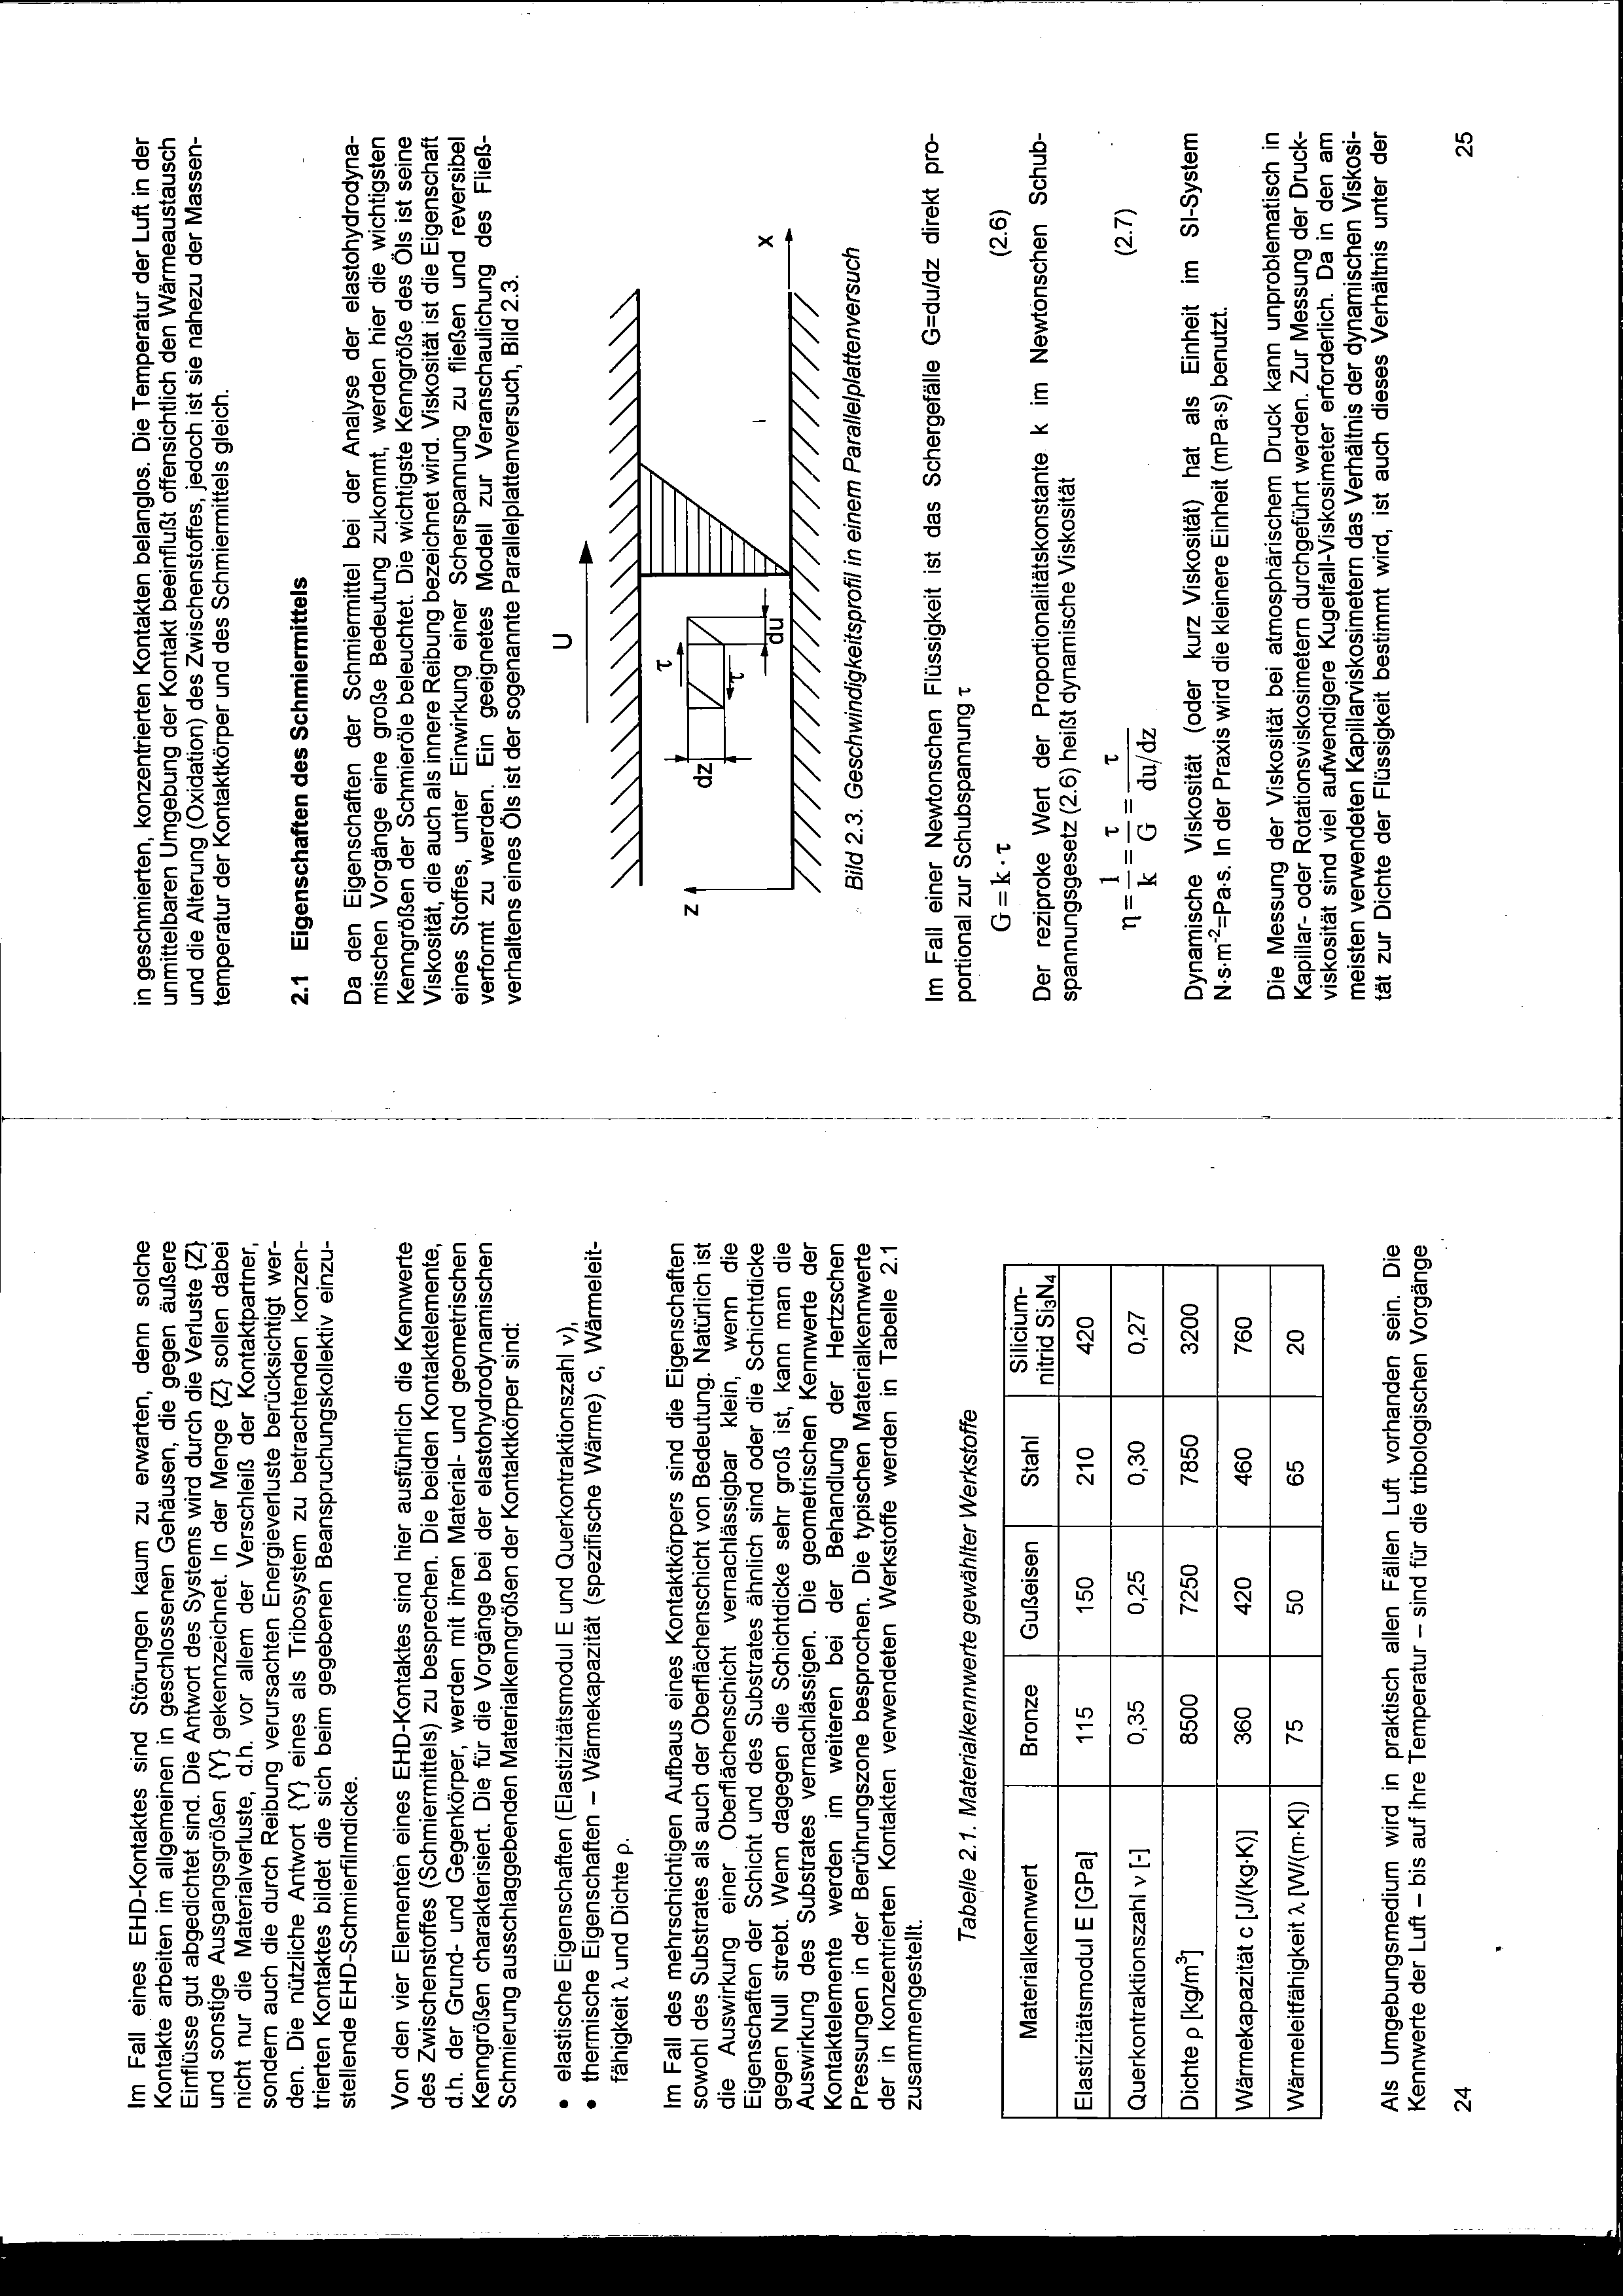 Im Fall eines EHD-Kontaktes sind Störungen kaum zu erwarten, denn solche
Kontakte arbeiten im allgemeinen in geschlossenen Gehäusen, die gegen äußere
Einflüsse gut abgedichtet sind. Die Antwort des Systems wird durch die Verluste {Z}
und sonstige Ausgangsgrößen {Y} gekennzeichnet. In der Menge {Z} sollen dabei
nicht nur die Materialverluste, d.h. vor allem der Verschleiß der Kontaktpartner,
sondern auch die durch Reibung verursachten Energieverluste berücksichtigt wer-
den. Die nützliche Antwort {Y} eines als Tribosystem zu betrachtenden konzen-
trierten Kontaktes bildet die sich beim gegebenen Beanspruchungskollektiv einzu-
stellende EHD-Schmierfilmdicke.
Von den vier Elementen eines EHD-Kontaktes sind hier ausführlich die Kennwerte
des Zwischenstoffes (Schmiermittels) zu besprechen. Die beiden Kontaktelemente,
d.h. der Grund- und Gegenkörper, werden mit ihren Material- und geometrischen
Kenngrößen charakterisiert. Die für die Vorgänge bei der elastohydrodynamischen
Schmierung ausschlaggebenden Materialkenngrößen der Kontaktkörper sind:
• elastische Eigenschaften (Elastizitätsmodul E und Querkontraktionszahl ν),
• thermische Eigenschaften – Wärmekapazität (spezifische Wärme) c, Wärmeleit-
fähigkeit λ und Dichte ρ.
Im Fall des mehrschichtigen Aufbaus eines Kontaktkörpers sind die Eigenschaften
sowohl des Substrates als auch der Oberflächenschicht von Bedeutung. Natürlich ist
die Auswirkung einer Oberflächenschicht vernachlässigbar klein, wenn die
Eigenschaften der Schicht und des Substrates ähnlich sind oder die Schichtdicke
gegen Null strebt. Wenn dagegen die Schichtdicke sehr groß ist, kann man die
Auswirkung des Substrates vernachlässigen. Die geometrischen Kennwerte der
Kontaktelemente werden im weiteren bei der Behandlung der Hertzschen
Pressungen in der Berührungszone besprochen. Die typischen Materialkennwerte
der in konzentrierten Kontakten verwendeten Werkstoffe werden in Tabelle 2.1
zusammengestellt.
Tabelle 2.1. Materialkennwerte gewählter Werkstoffe
Materialkennwert Bronze Gußeisen Stahl Silicium-
nitrid Si₃N₄
Elastizitätsmodul E [GPa] 115 150 210 420
Querkontraktionszahl ν [-] 0,35 0,25 0,30 0,27
Dichte ρ [kg/m³] 8500 7250 7850 3200
Wärmekapazität c [J/(kg·K)] 360 420 460 760
Wärmeleitfähigkeit λ [W/(m·K)] 75 50 65 20
Als Umgebungsmedium wird in praktisch allen Fällen Luft vorhanden sein. Die
Kennwerte der Luft – bis auf ihre Temperatur – sind für die tribologischen Vorgänge
24
in geschmierten, konzentrierten Kontakten belanglos. Die Temperatur der Luft in der
unmittelbaren Umgebung der Kontakt beeinflußt offensichtlich den Wärmeaustausch
und die Alterung (Oxidation) des Zwischenstoffes, jedoch ist sie nahezu der Massen-
temperatur der Kontaktkörper und des Schmiermittels gleich.
2.1 Eigenschaften des Schmiermittels
Da den Eigenschaften der Schmiermittel bei der Analyse der elastohydrodyna-
mischen Vorgänge eine große Bedeutung zukommt, werden hier die wichtigsten
Kenngrößen der Schmieröle beleuchtet. Die wichtigste Kenngröße des Öls ist seine
Viskosität, die auch als innere Reibung bezeichnet wird. Viskosität ist die Eigenschaft
eines Stoffes, unter Einwirkung einer Scherspannung zu fließen und reversibel
verformt zu werden. Ein geeignetes Modell zur Veranschaulichung des Fließ-
verhaltens eines Öls ist der sogenannte Parallelplattenversuch, Bild 2.3.
U
z
dz
τ
τ
du
x
Bild 2.3. Geschwindigkeitsprofil in einem Parallelplattenversuch
Im Fall einer Newtonschen Flüssigkeit ist das Schergefälle G=du/dz direkt pro-
portional zur Schubspannung τ
G = k · τ (2.6)
Der reziproke Wert der Proportionalitätskonstante k im Newtonschen Schub-
spannungsgesetz (2.6) heißt dynamische Viskosität
η = 1/k = τ/G = τ/(du/dz) (2.7)
Dynamische Viskosität (oder kurz Viskosität) hat als Einheit im SI-System
N·s·m⁻²=Pa·s. In der Praxis wird die kleinere Einheit (mPa·s) benutzt.
Die Messung der Viskosität bei atmosphärischem Druck kann unproblematisch in
Kapillar- oder Rotationsviskosimetern durchgeführt werden. Zur Messung der Druck-
viskosität sind viel aufwendigere Kugelfall-Viskosimeter erforderlich. Da in den am
meisten verwendeten Kapillarviskosimetern das Verhältnis der dynamischen Viskosi-
tät zur Dichte der Flüssigkeit bestimmt wird, ist auch dieses Verhältnis unter der
25